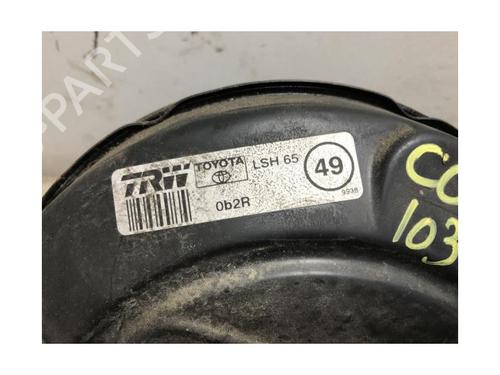 PARTS
TRW
TOYOTA
LSH 65
49
9938
0b2R
CO
103